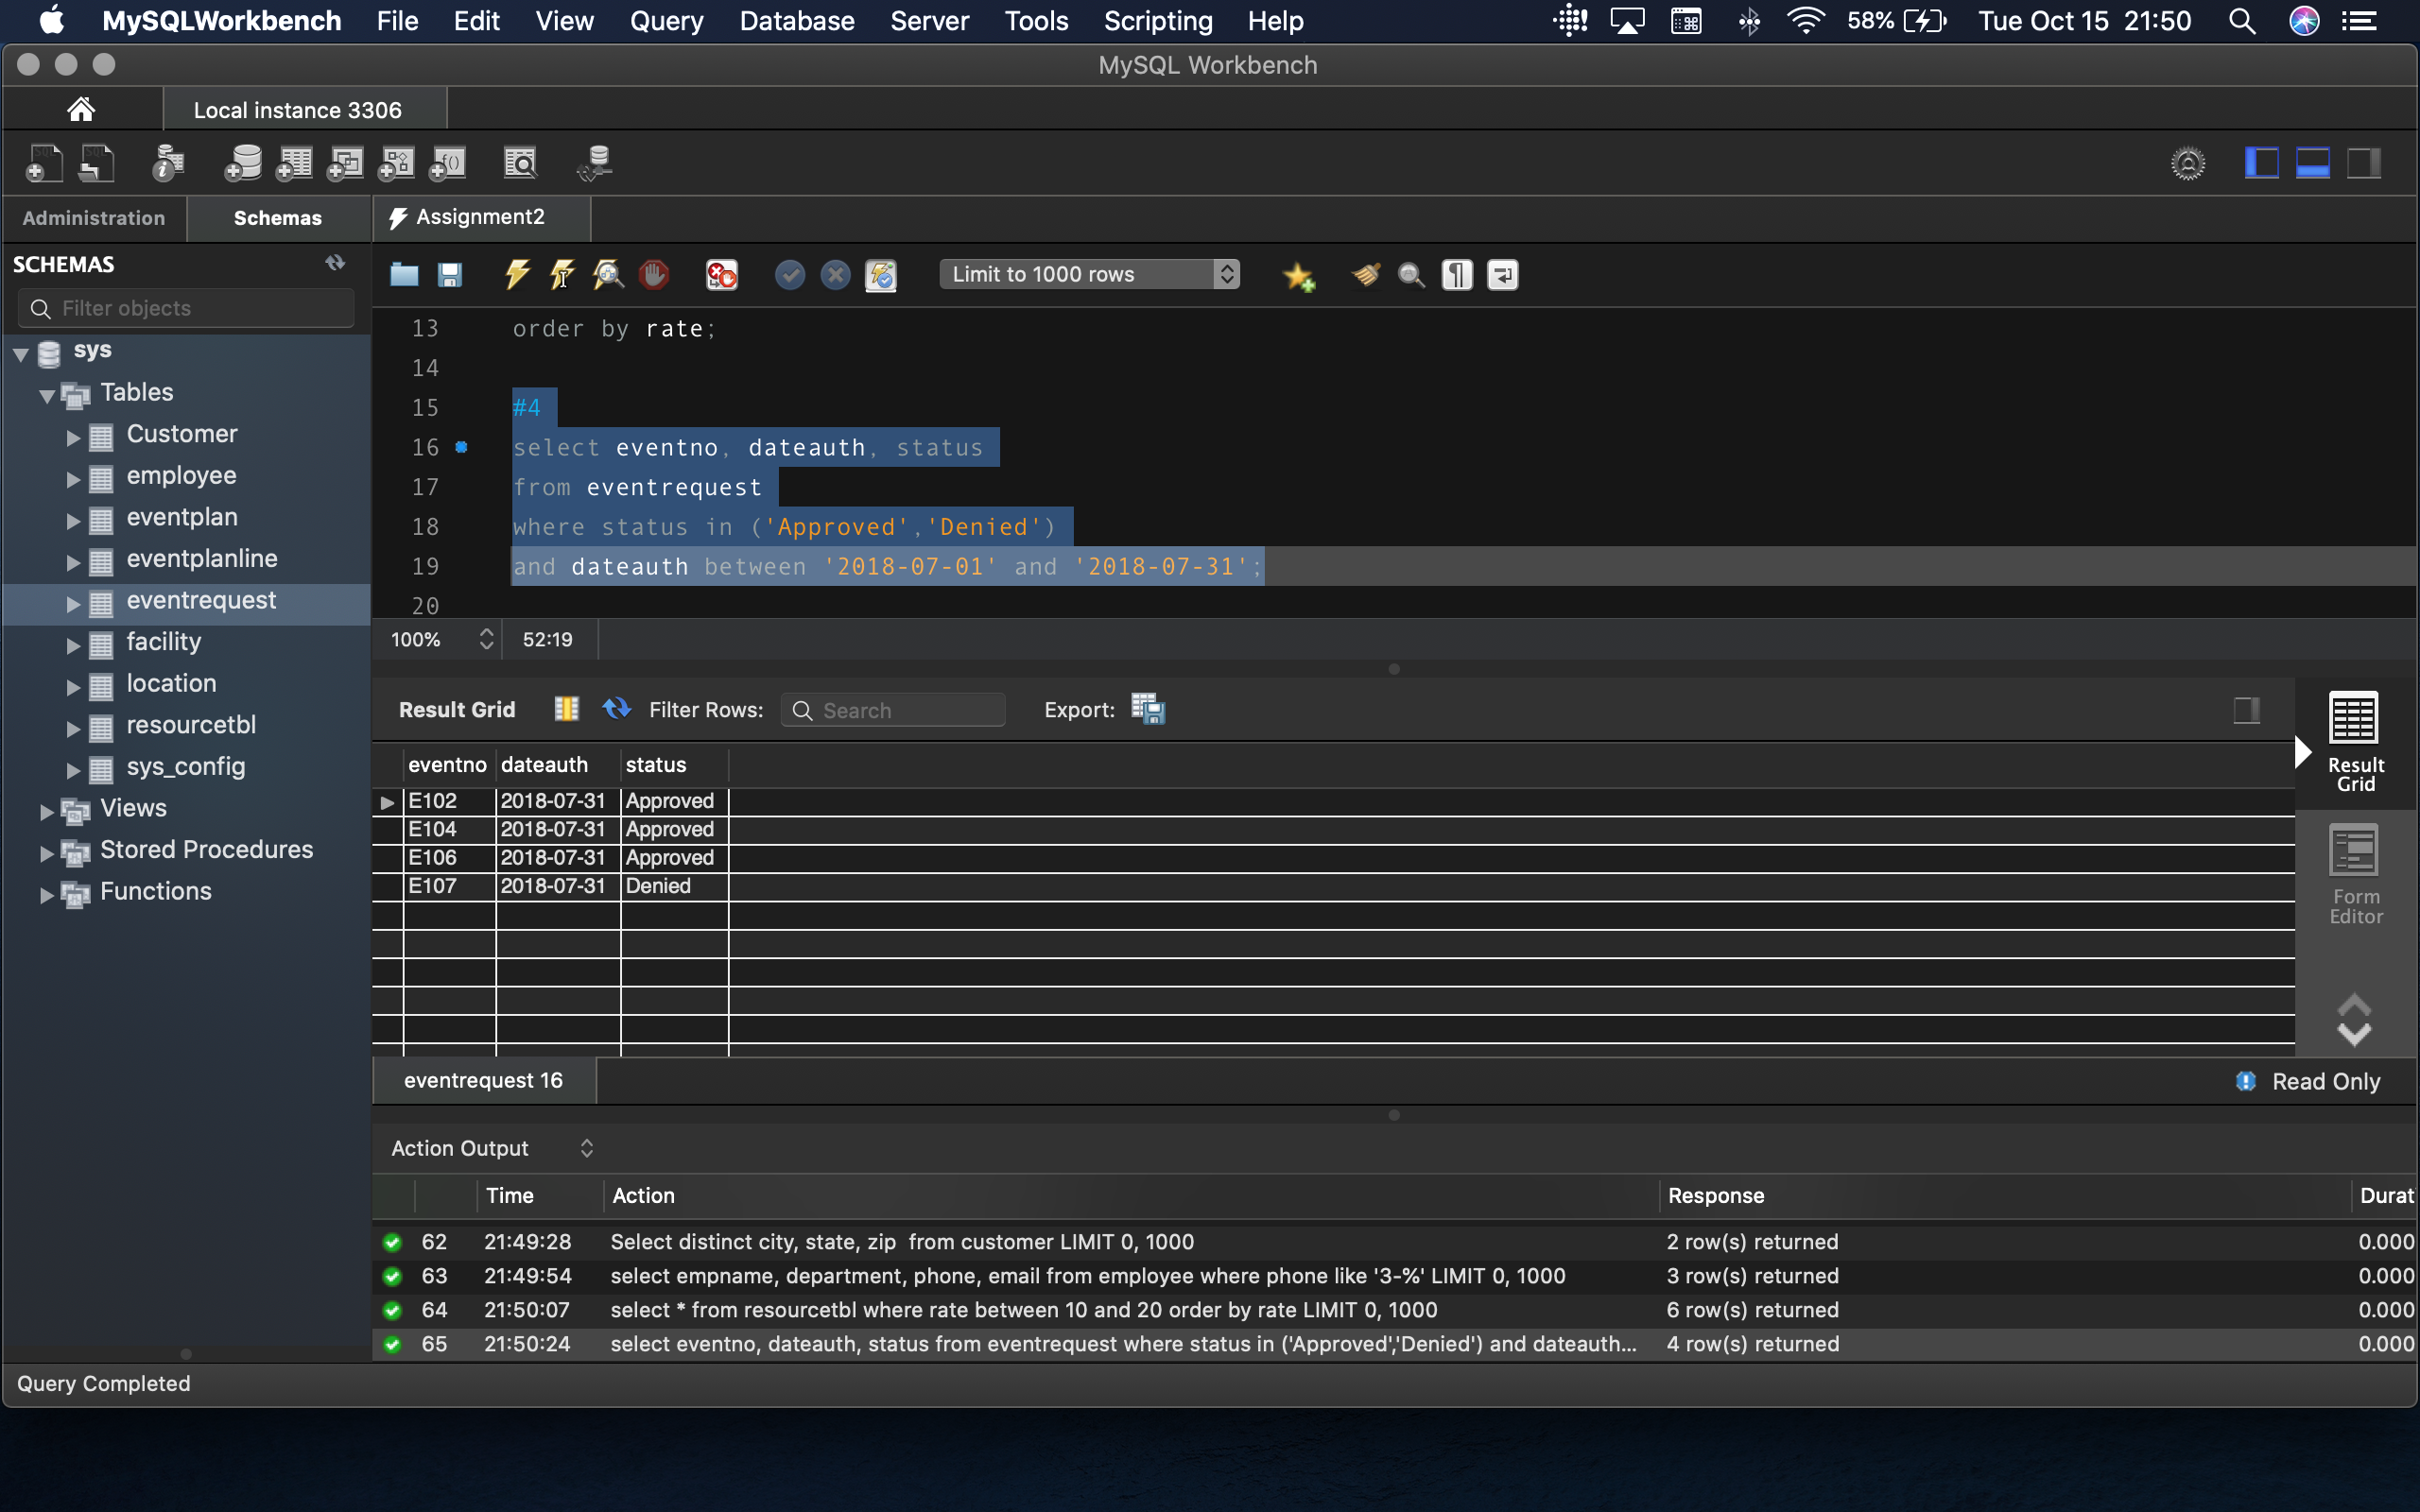 MySQLWorkbench File Edit View Query Database Server Tools Scripting Help 58% Tue Oct 15 21:50
MySQL Workbench
Local instance 3306
Administration Schemas Assignment2
SCHEMAS
Filter objects
Limit to 1000 rows
sys
Tables
Customer
employee
eventplan
eventplanline
eventrequest
facility
location
resourcetbl
sys_config
Views
Stored Procedures
Functions
13 order by rate;
14
15 #4
16 select eventno, dateauth, status
17 from eventrequest
18 where status in ('Approved','Denied')
19 and dateauth between '2018-07-01' and '2018-07-31';
20
100% 52:19
Result Grid Filter Rows: Search Export:
eventno dateauth status
E102 2018-07-31 Approved
E104 2018-07-31 Approved
E106 2018-07-31 Approved
E107 2018-07-31 Denied
Result
Grid
Form
Editor
eventrequest 16 Read Only
Action Output
Time Action Response Durat
62 21:49:28 Select distinct city, state, zip from customer LIMIT 0, 1000 2 row(s) returned 0.000
63 21:49:54 select empname, department, phone, email from employee where phone like '3-%' LIMIT 0, 1000 3 row(s) returned 0.000
64 21:50:07 select * from resourcetbl where rate between 10 and 20 order by rate LIMIT 0, 1000 6 row(s) returned 0.000
65 21:50:24 select eventno, dateauth, status from eventrequest where status in ('Approved','Denied') and dateauth... 4 row(s) returned 0.000
Query Completed